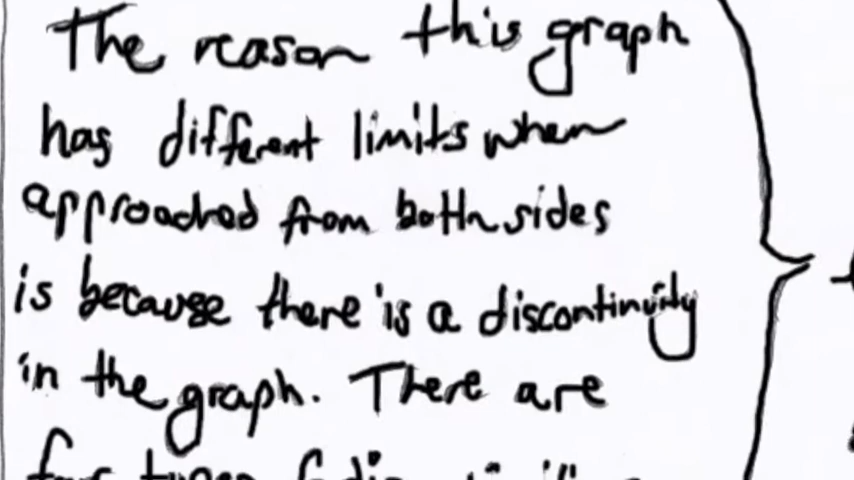 The reason this graph
has different limits when
approached from both sides
is because there is a discontinuity
in the graph. There are